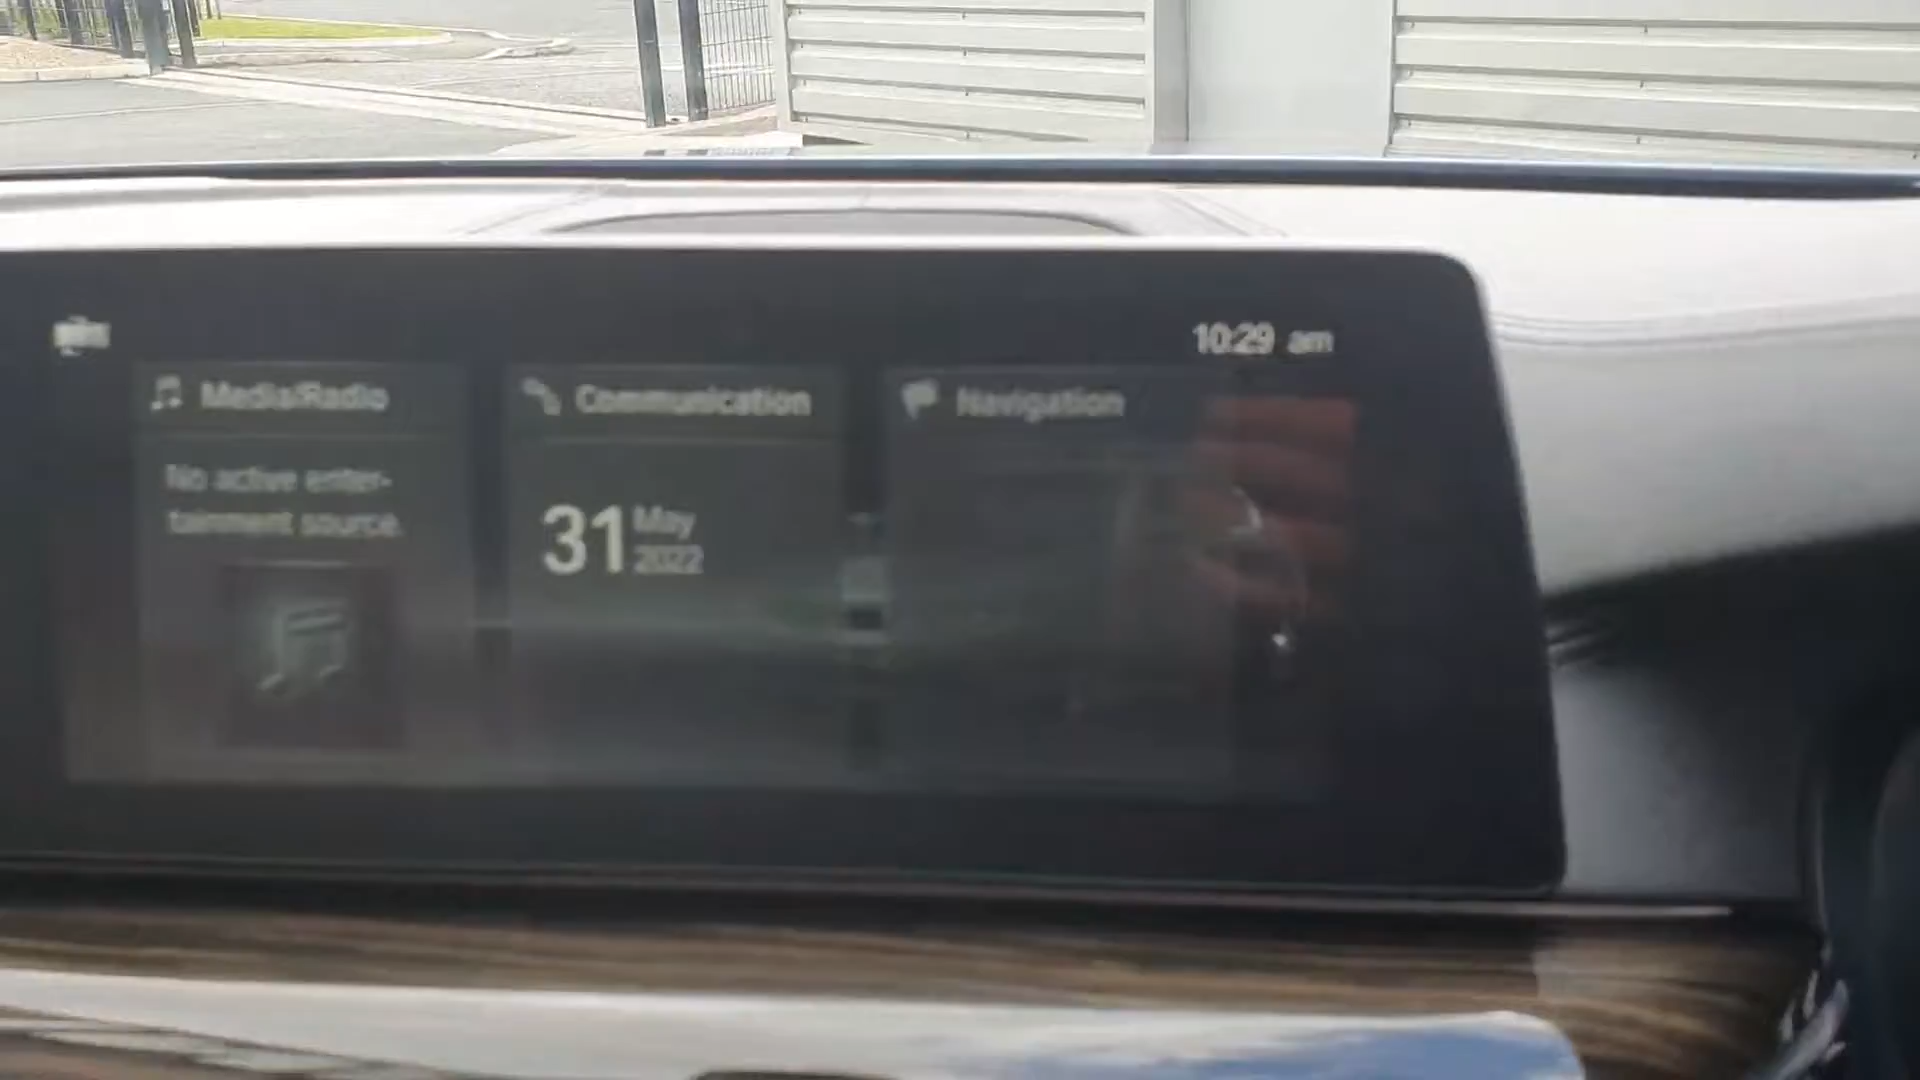 10:29 am
Media/Radio
Communication
Navigation
No active enter-
tainment source.
31 May
2022